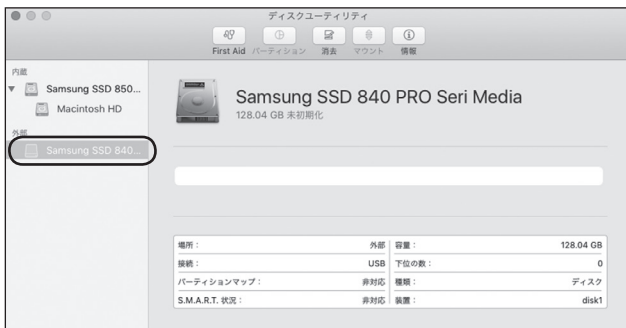 ディスクユーティリティ
First Aid パーティション 消去 マウント 情報
内蔵
Samsung SSD 850...
Macintosh HD
外部
Samsung SSD 840...
Samsung SSD 840 PRO Seri Media
128.04 GB 未初期化
場所： 外部 容量： 128.04 GB
接続： USB 下位の数： 0
パーティションマップ： 非対応 種類： ディスク
S.M.A.R.T. 状況： 非対応 装置： disk1